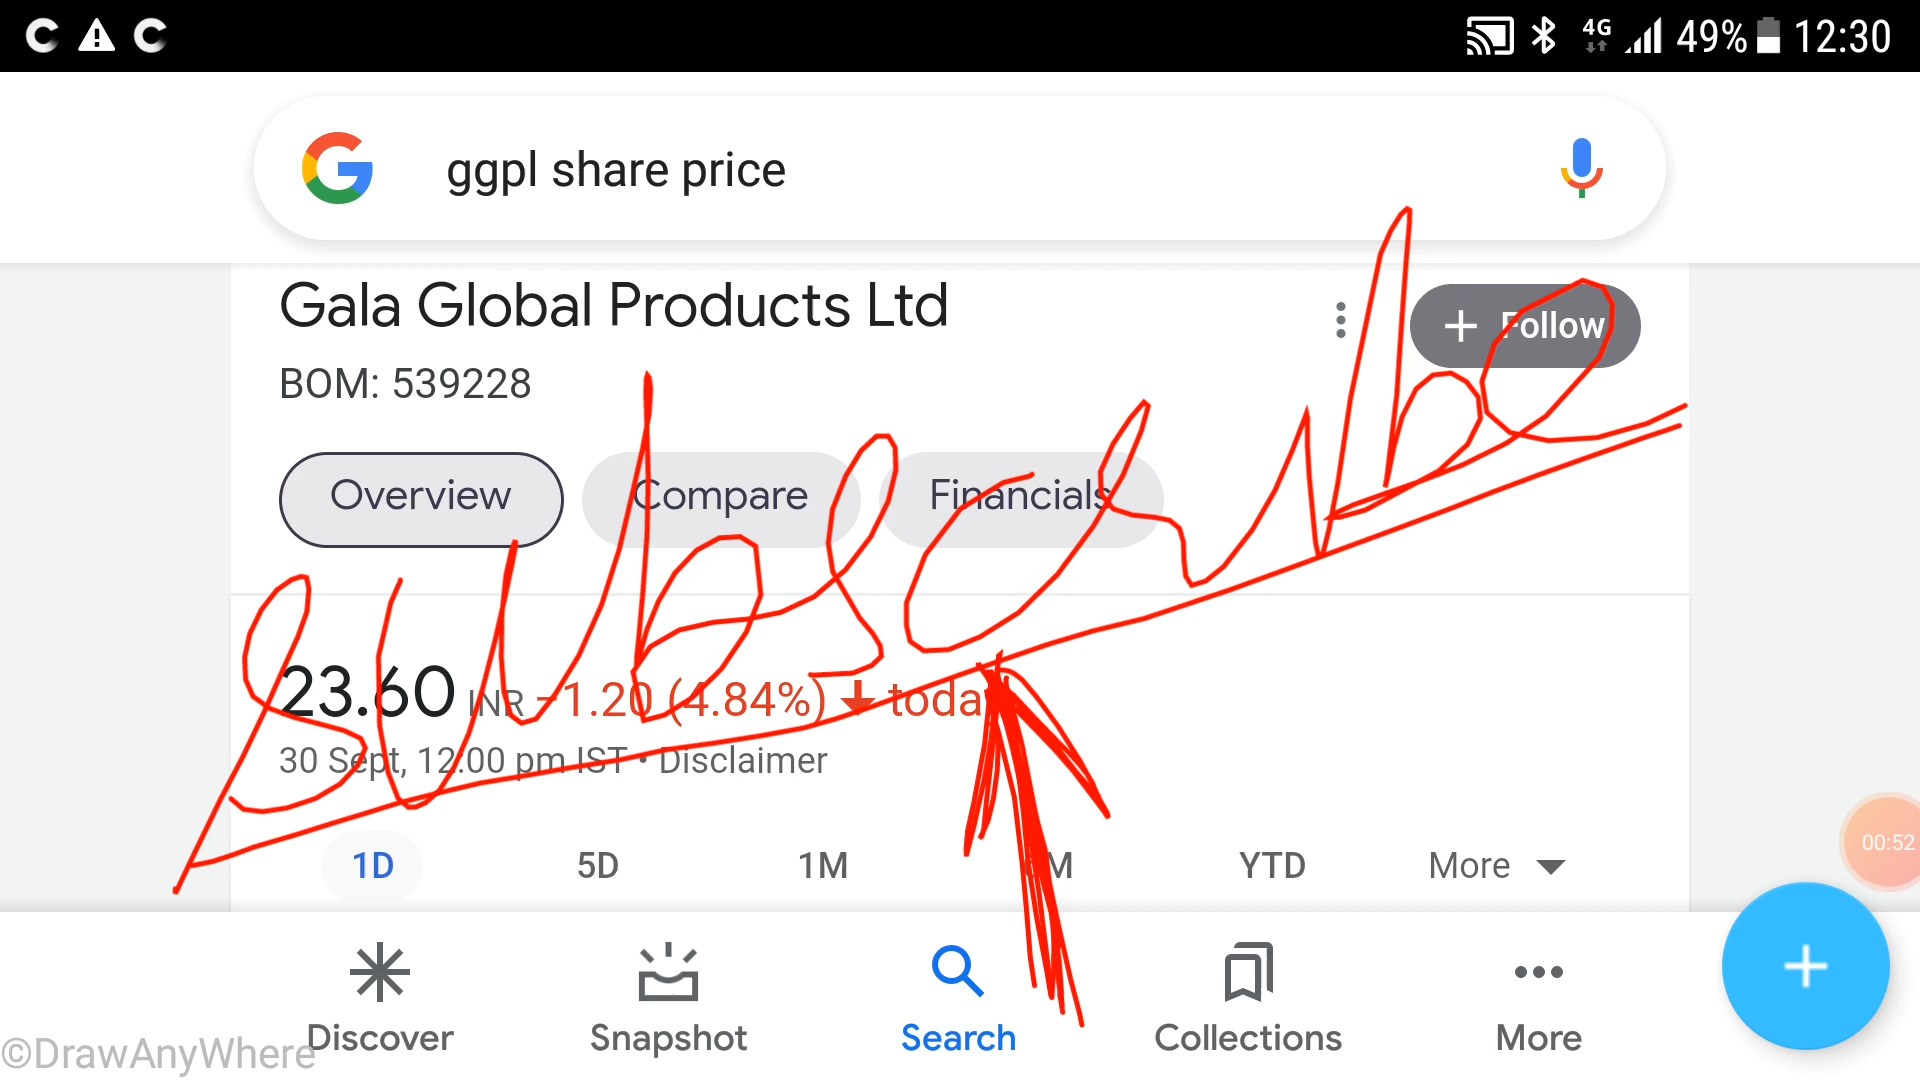 4G 49% 12:30
ggpl share price
Gala Global Products Ltd
BOM: 539228
+ Follow
Overview Compare Financials
subscribe
23.60 INR −1.20 (4.84%) today
30 Sept, 12:00 pm IST • Disclaimer
1D 5D 1M M YTD More
00:52
Discover Snapshot Search Collections More
©DrawAnyWhere